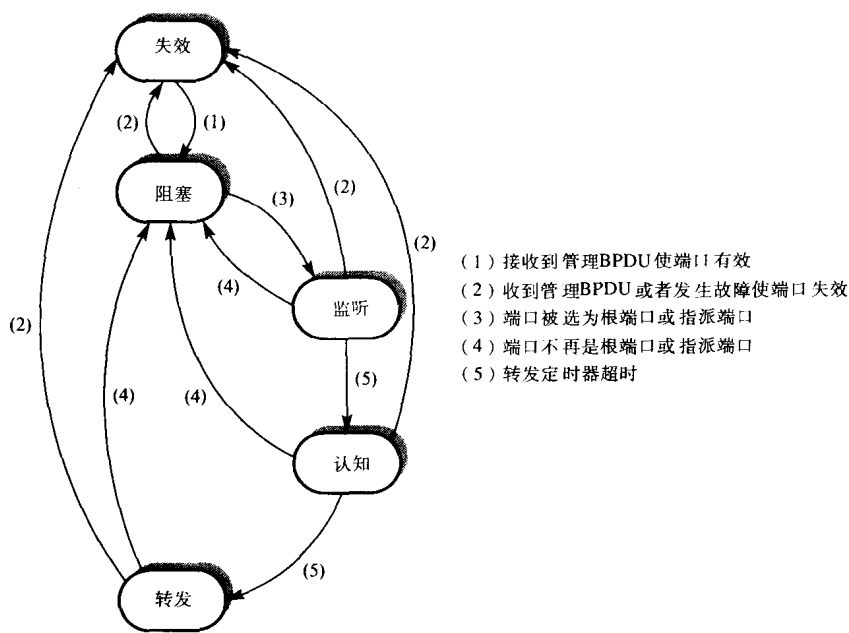 失效
(2)
(1)
阻塞
(3)
(2)
(2)
(4)
监听
(2)
(5)
(4)
(4)
认知
(5)
转发
(1)接收到管理BPDU使端口有效
(2)收到管理BPDU或者发生故障使端口失效
(3)端口被选为根端口或指派端口
(4)端口不再是根端口或指派端口
(5)转发定时器超时